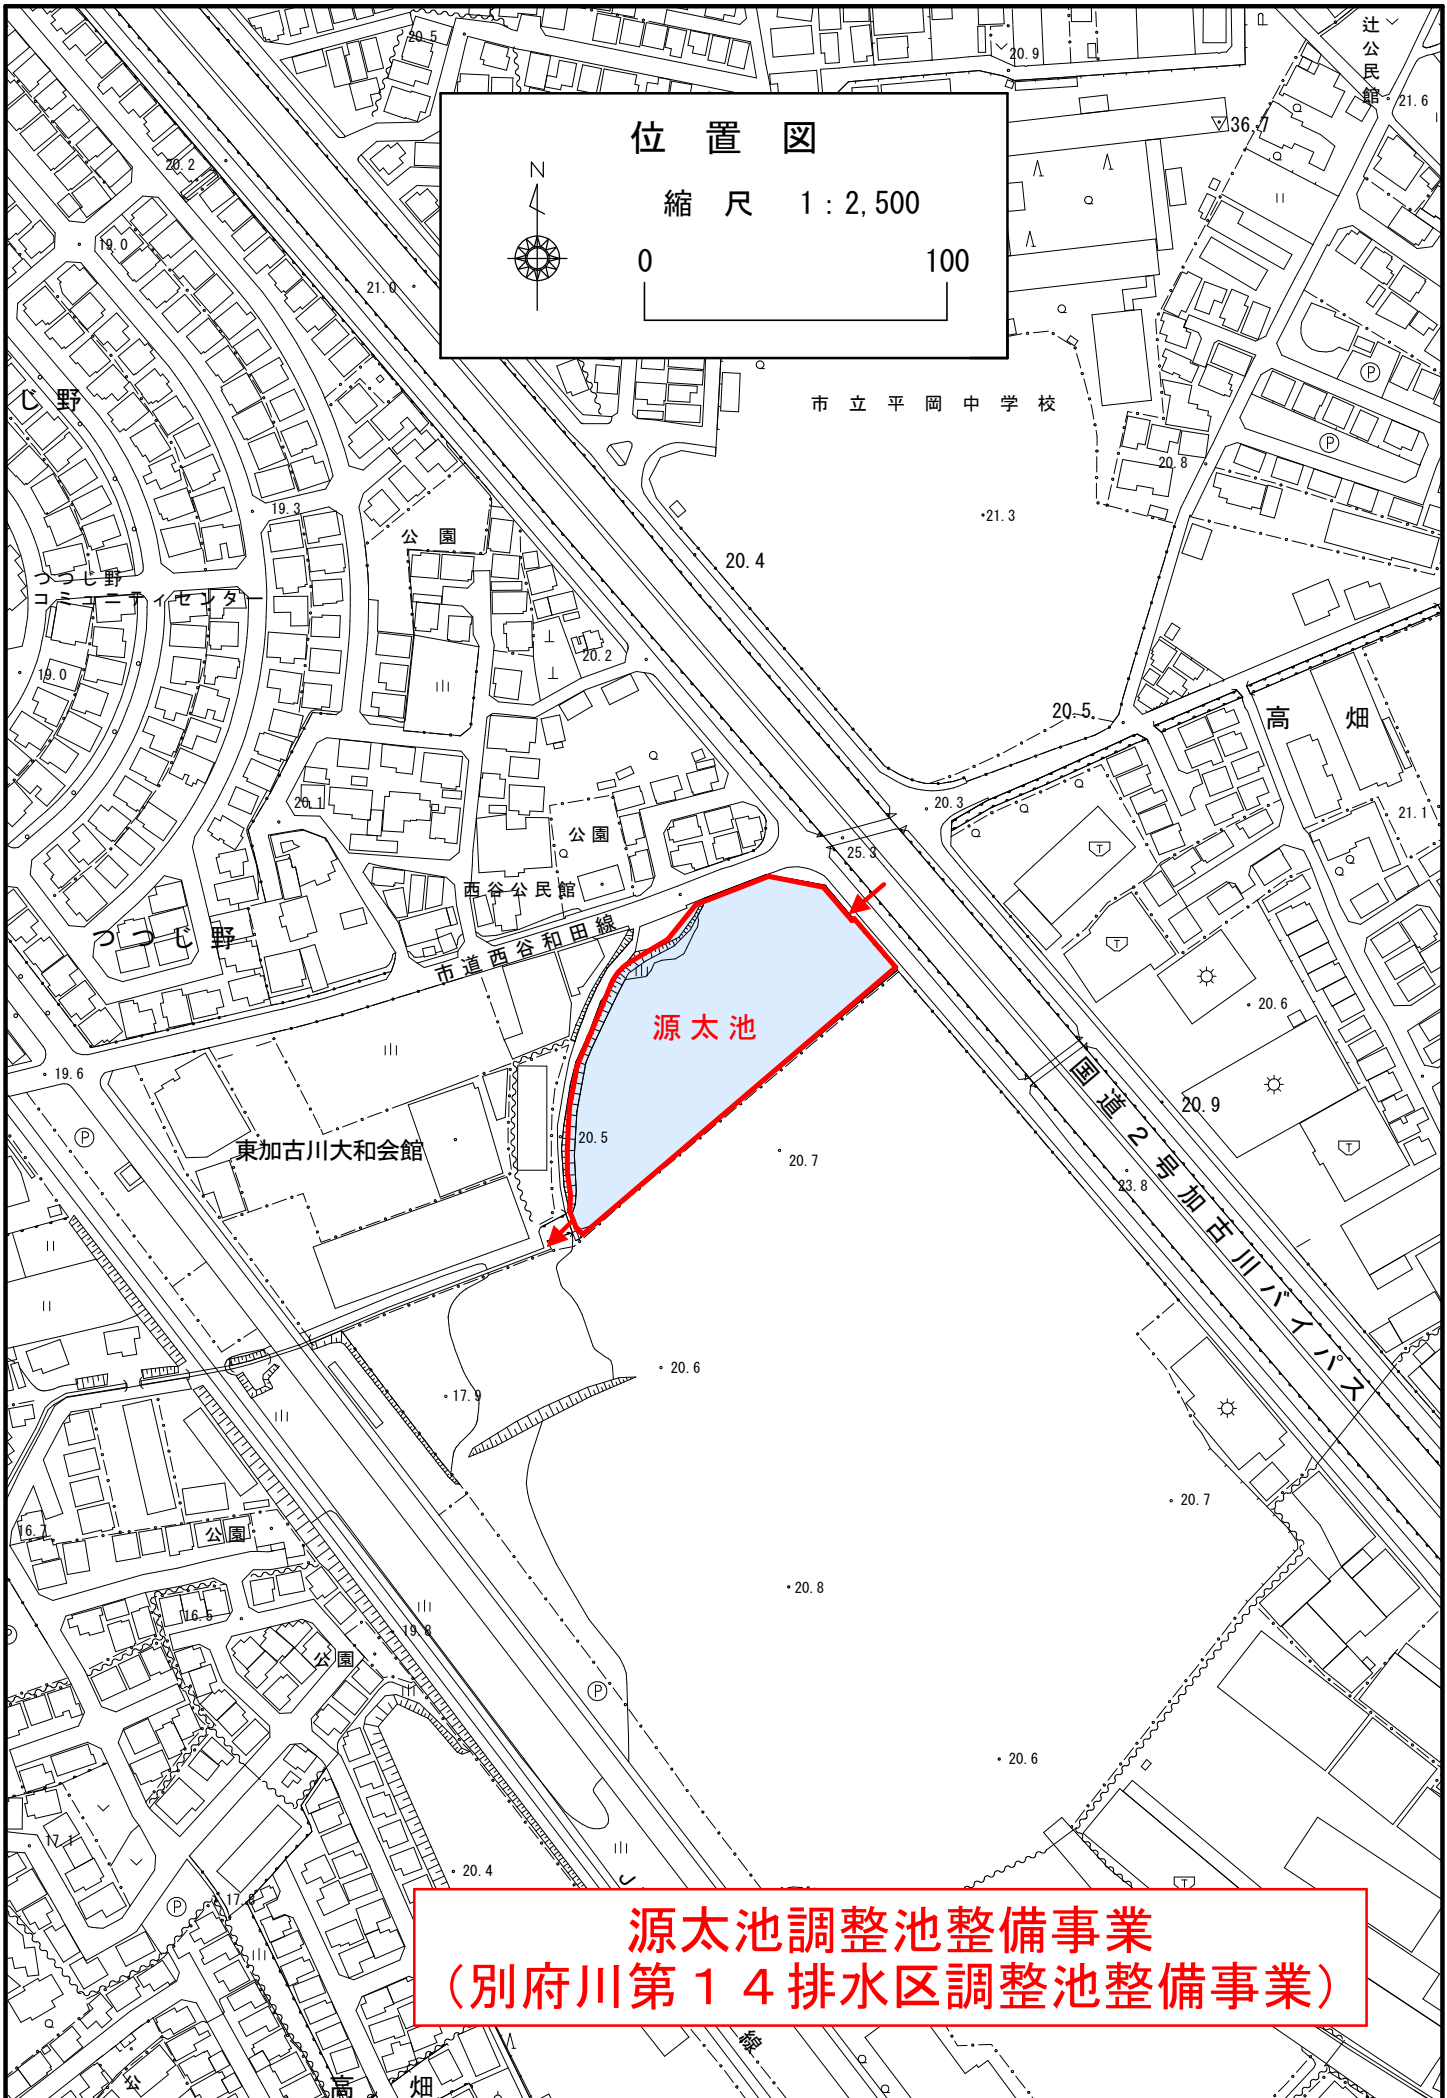 辻公民館
20.5
20.9
21.6
36.7
位置図
縮尺 1:2,500
N
0 100
20.2
19.0
21.0
じ野
市立平岡中学校
P
P
20.8
19.3
21.3
公園
20.4
つつじ野
コミュニティセンター
20.2
19.0
20.5
高畑
20.1
20.3
21.1
公園
25.3
西谷公民館
T
つつじ野
市道西谷和田線
T
源太池
20.6
19.6
国道2号加古川バイパス
20.9
P
東加古川大和会館
20.5
20.7
T
23.8
20.6
17.9
20.7
16.7
公園
20.8
16.5
19.8
公園
P
20.6
17.1
20.4
T
P
17.8
J
源太池調整池整備事業
(別府川第14排水区調整池整備事業)
線
公
高畑